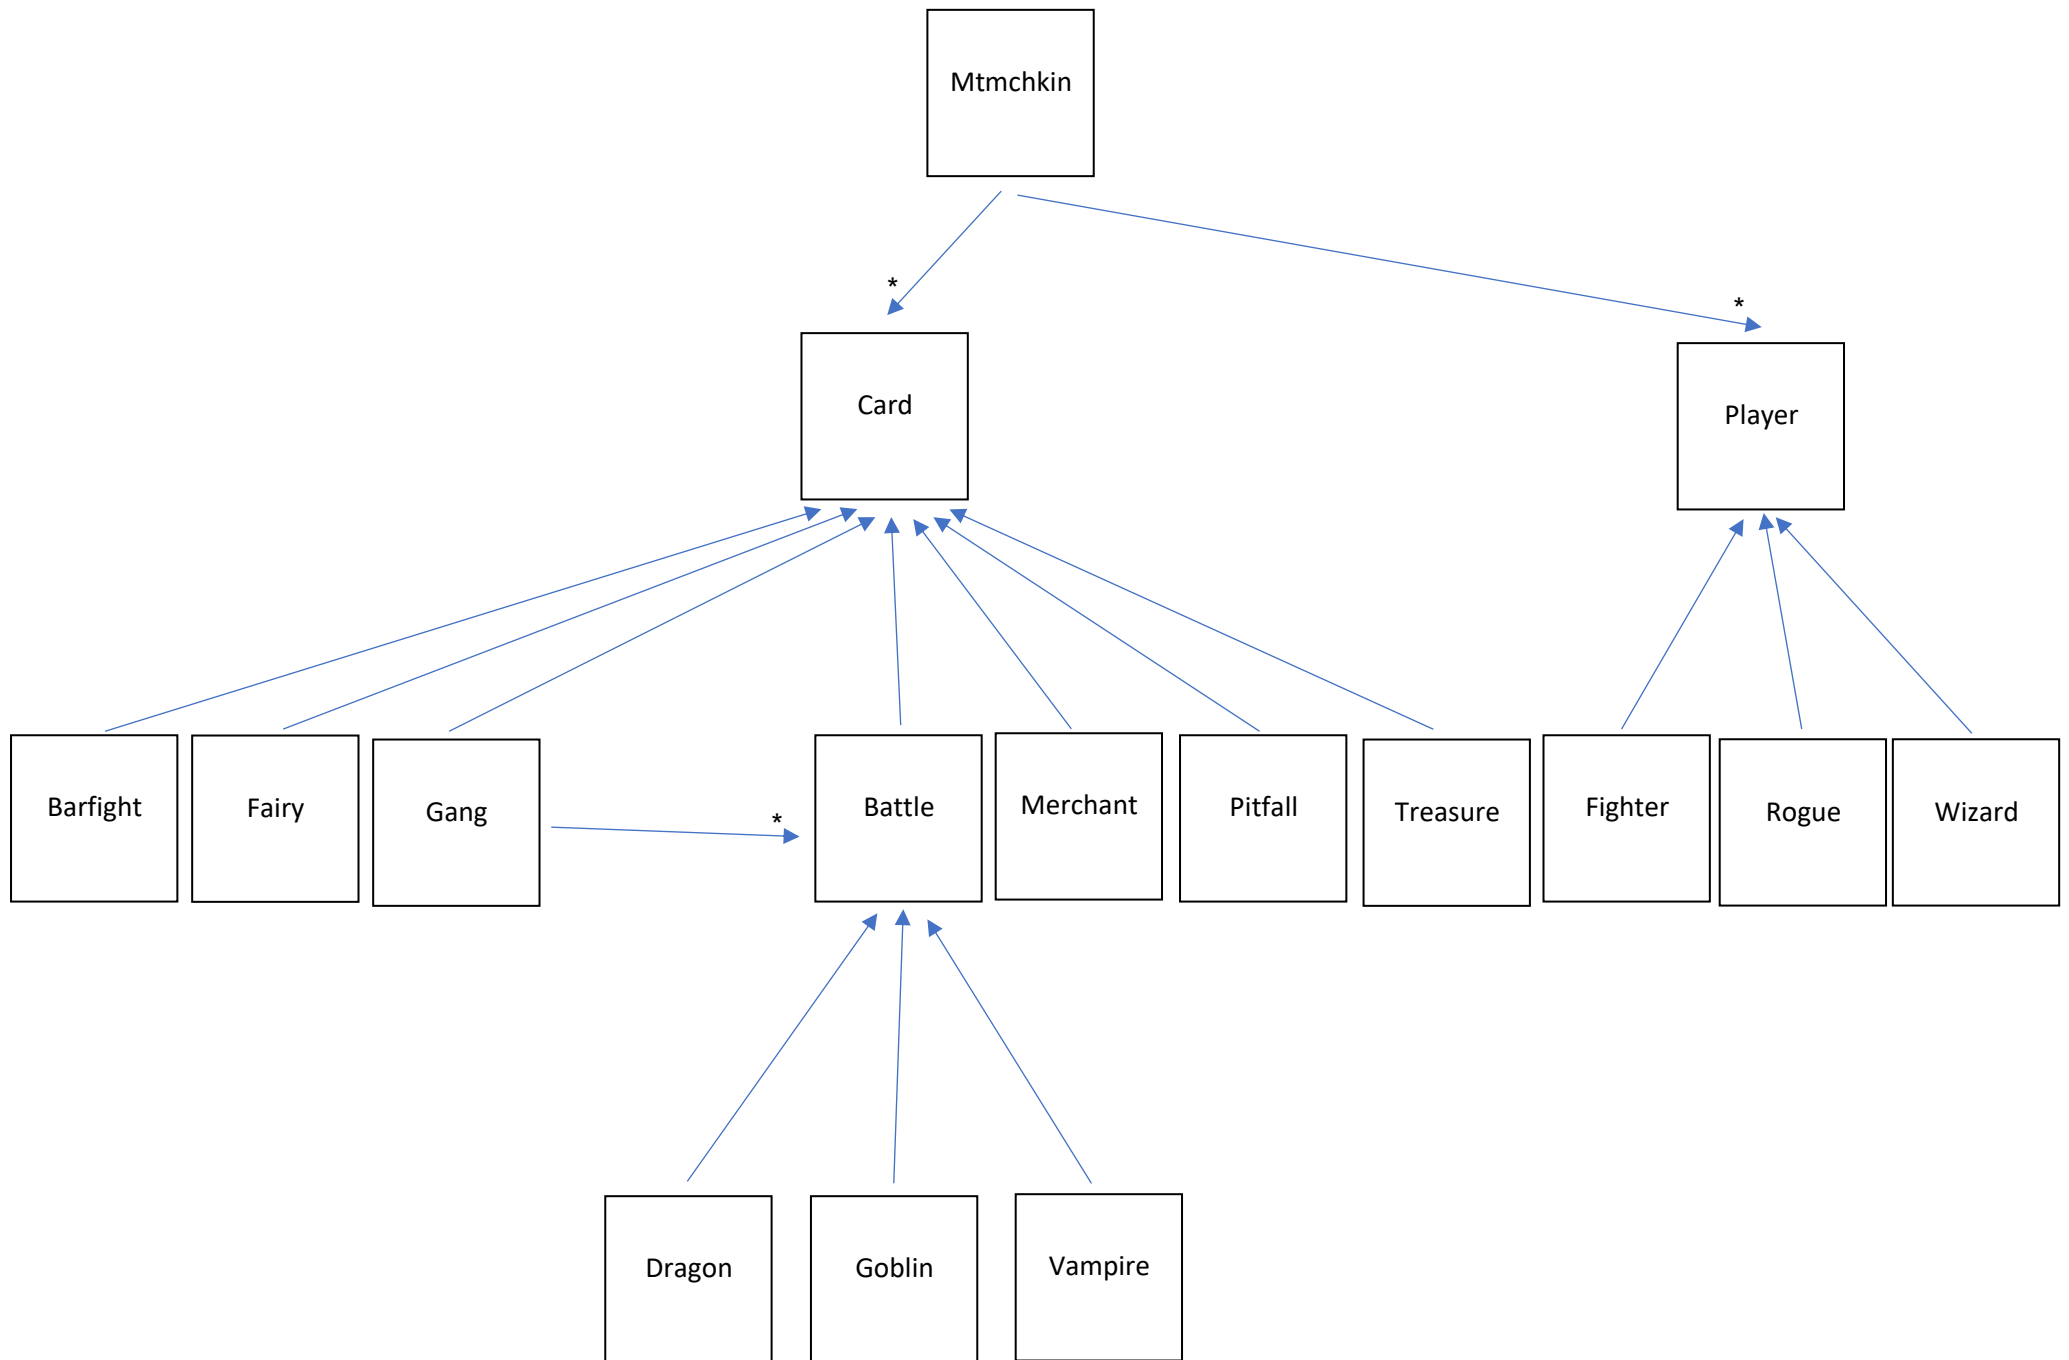 Mtmchkin
*
*
Card
Player
Barfight
Fairy
Gang
*
Battle
Merchant
Pitfall
Treasure
Fighter
Rogue
Wizard
Dragon
Goblin
Vampire